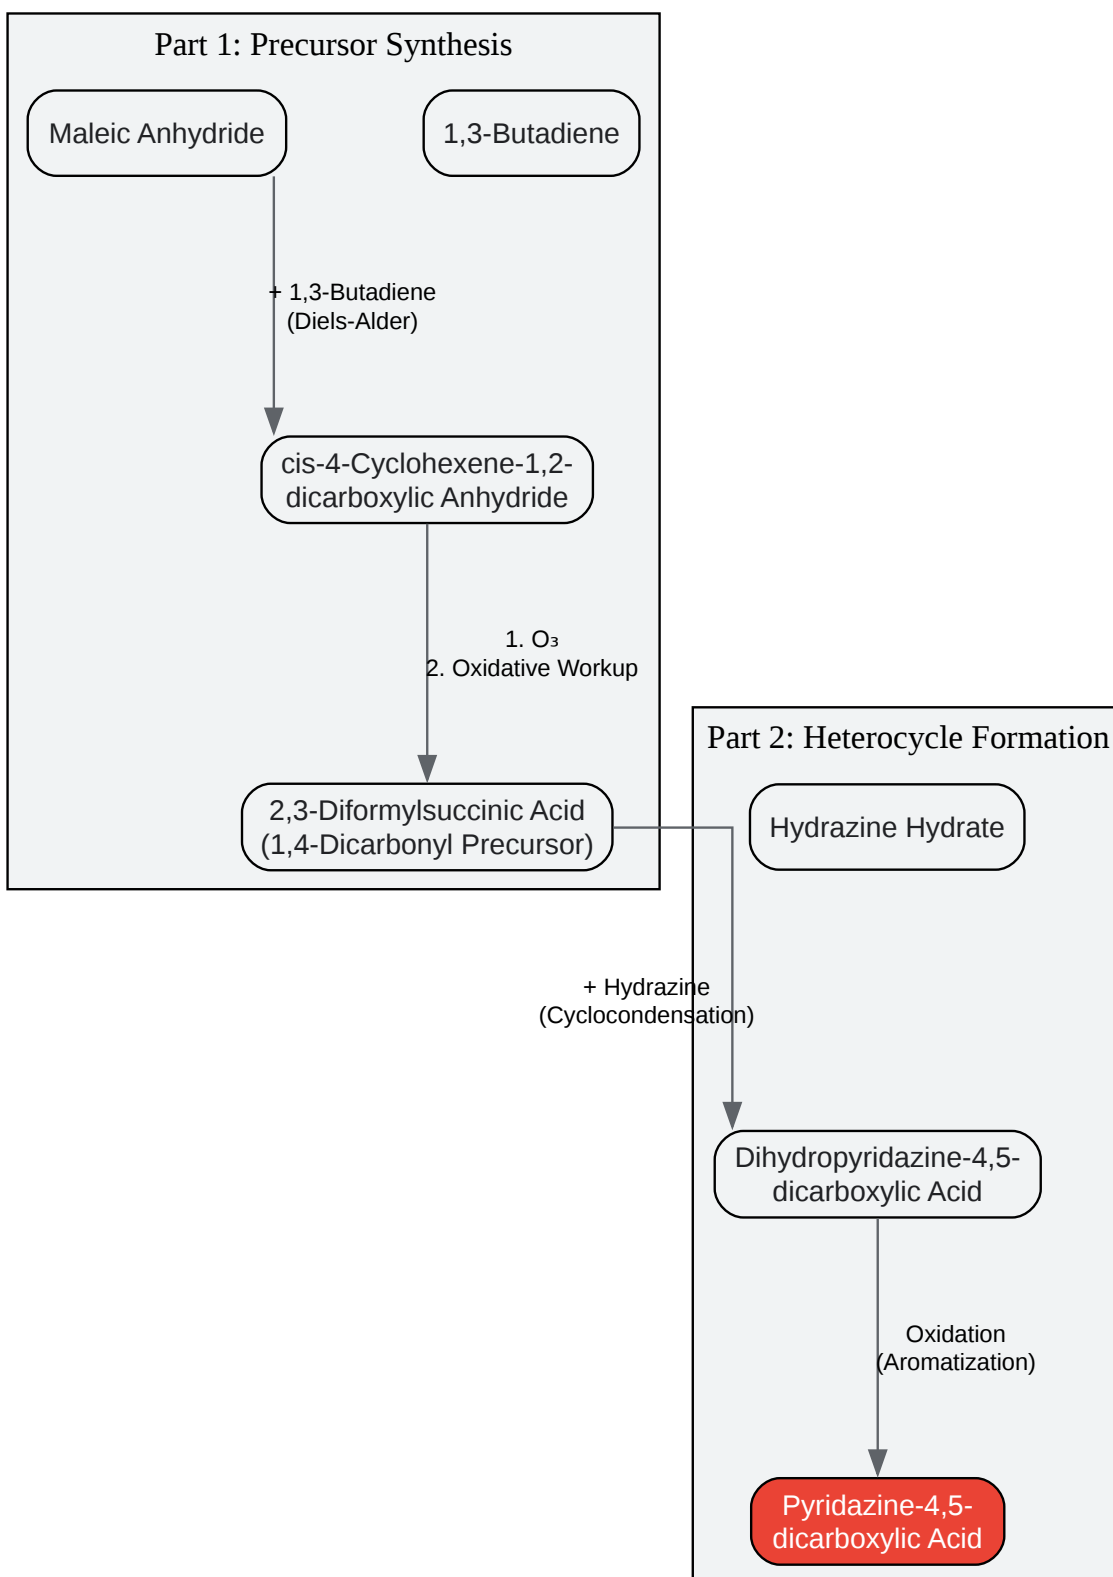 Part 1: Precursor Synthesis
Maleic Anhydride
1,3-Butadiene
+ 1,3-Butadiene
(Diels-Alder)
cis-4-Cyclohexene-1,2-
dicarboxylic Anhydride
1. O₃
2. Oxidative Workup
2,3-Diformylsuccinic Acid
(1,4-Dicarbonyl Precursor)
Part 2: Heterocycle Formation
Hydrazine Hydrate
+ Hydrazine
(Cyclocondensation)
Dihydropyridazine-4,5-
dicarboxylic Acid
Oxidation
(Aromatization)
Pyridazine-4,5-
dicarboxylic Acid